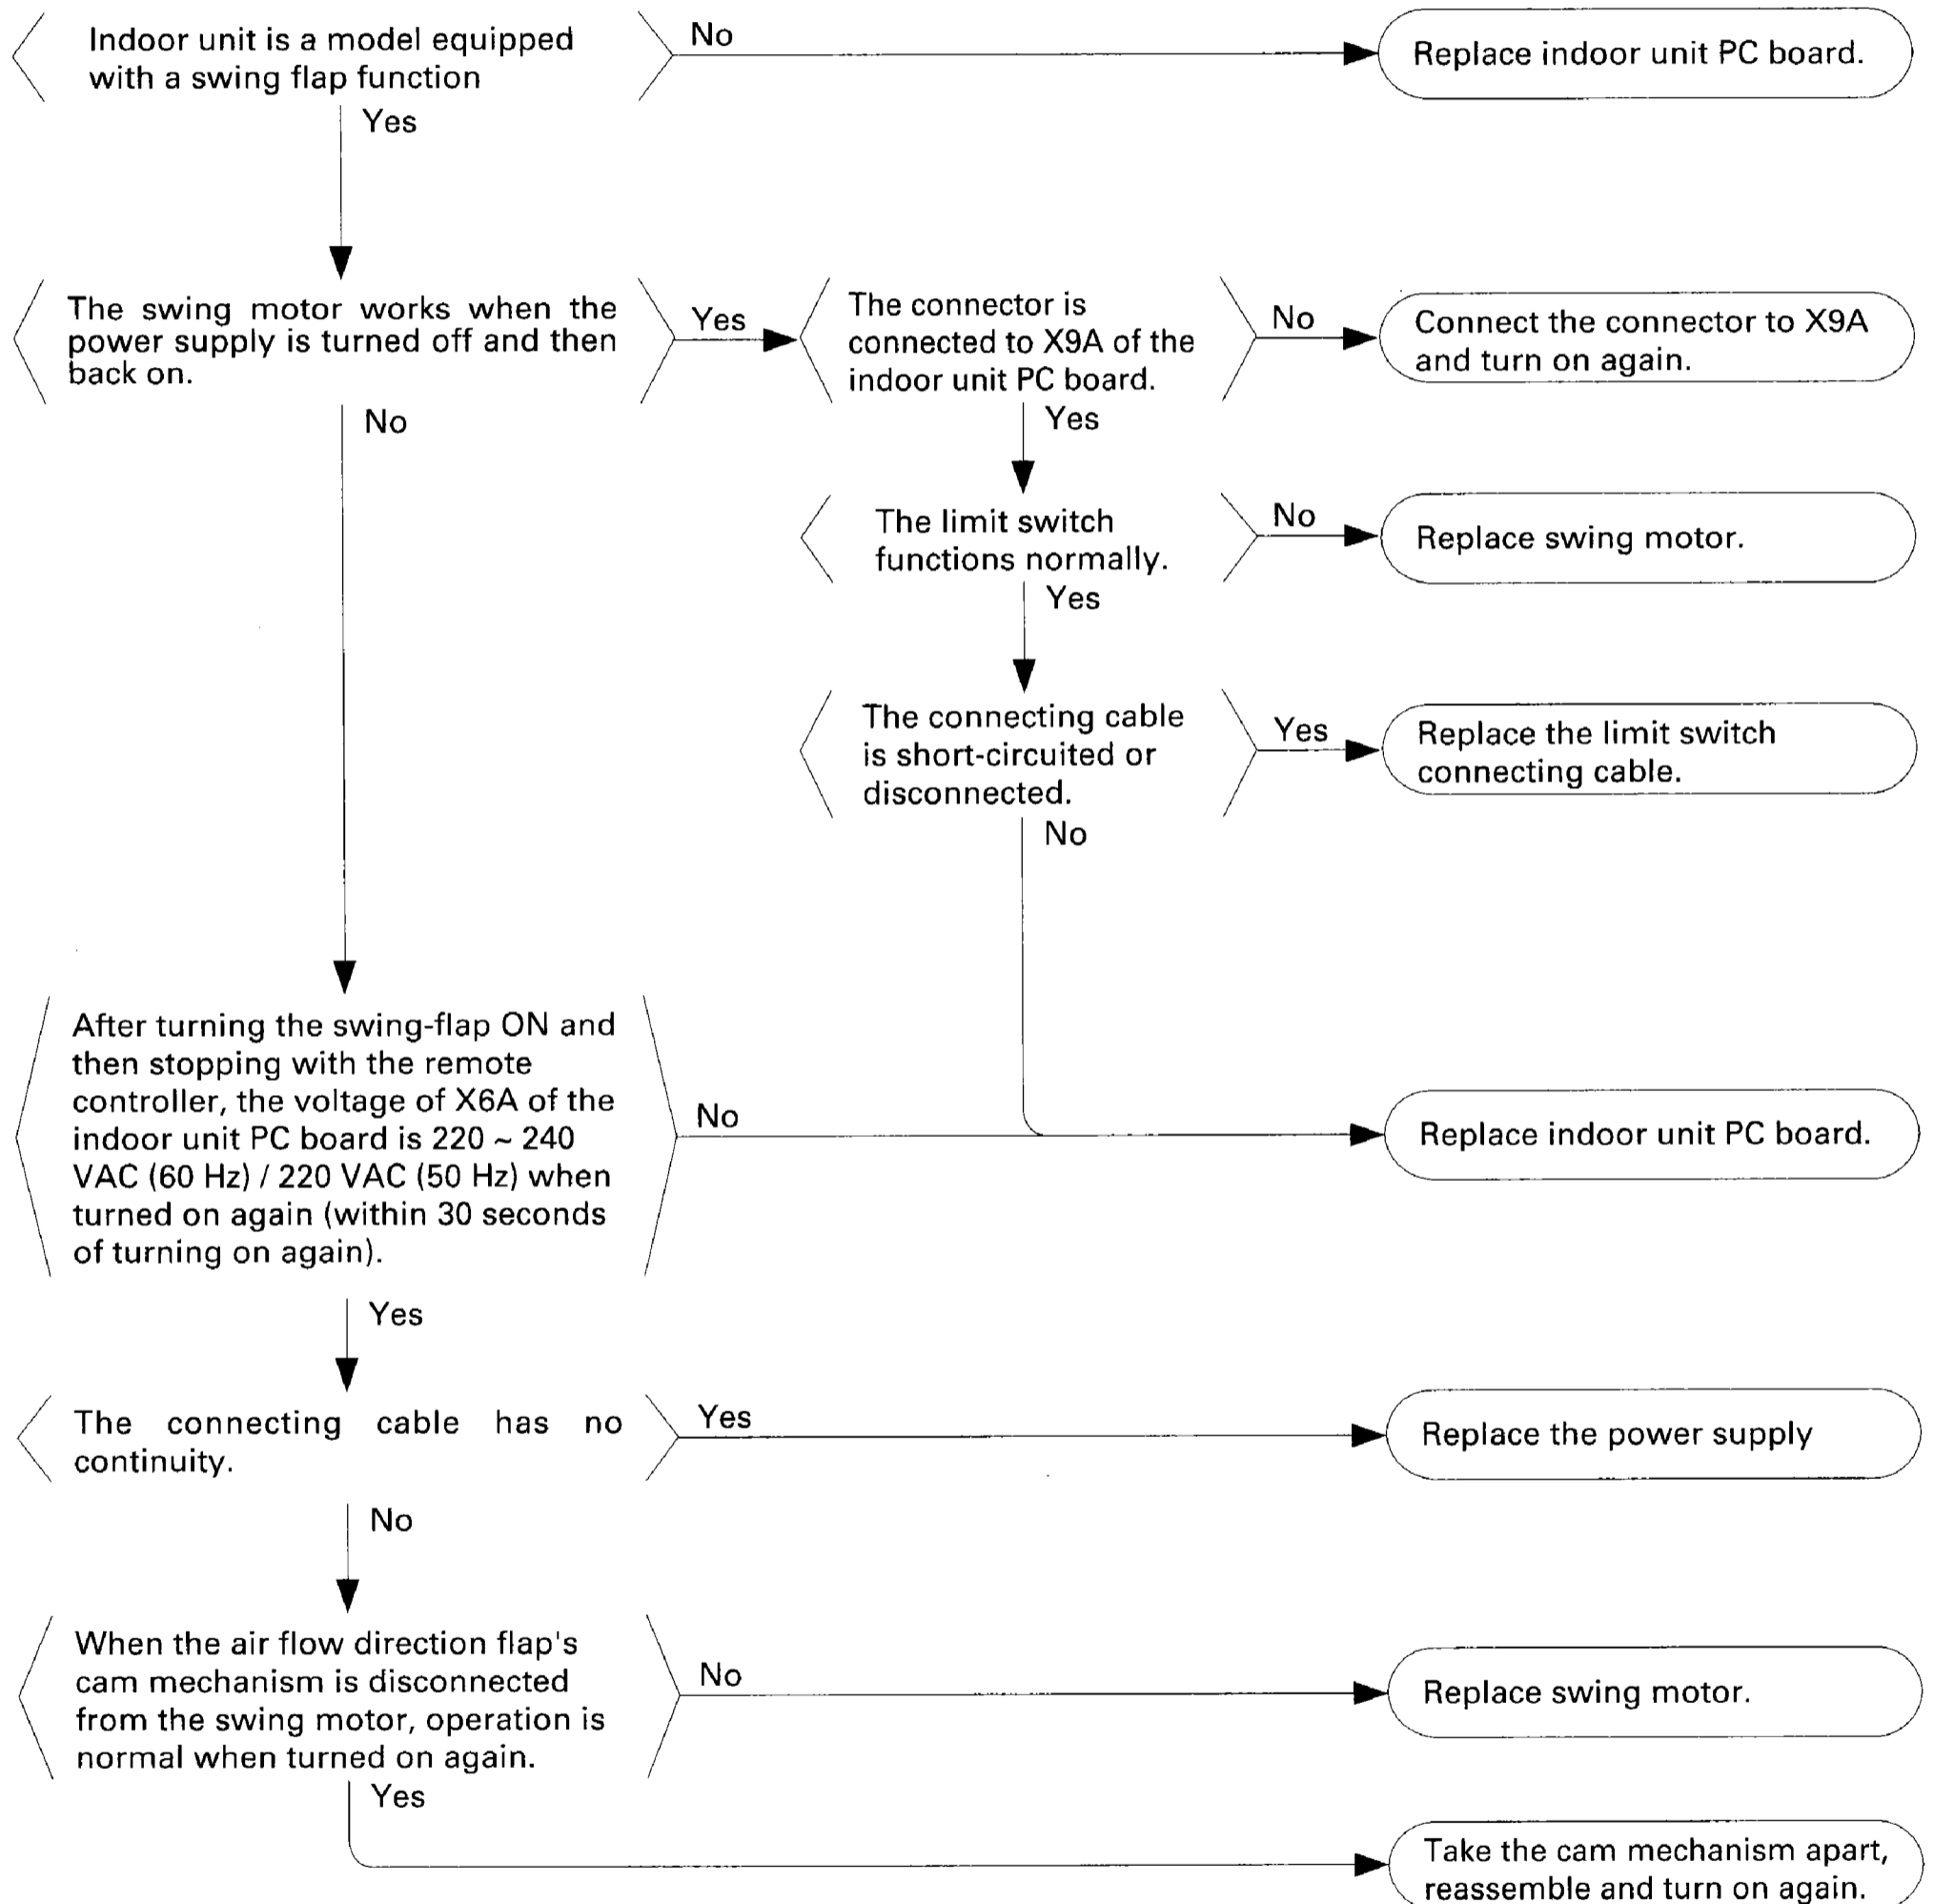 Indoor unit is a model equipped
with a swing flap function
No
Replace indoor unit PC board.
Yes
The swing motor works when the
power supply is turned off and then
back on.
Yes
The connector is
connected to X9A of the
indoor unit PC board.
No
Connect the connector to X9A
and turn on again.
No
Yes
The limit switch
functions normally.
No
Replace swing motor.
Yes
The connecting cable
is short-circuited or
disconnected.
Yes
Replace the limit switch
connecting cable.
No
After turning the swing-flap ON and
then stopping with the remote
controller, the voltage of X6A of the
indoor unit PC board is 220 ~ 240
VAC (60 Hz) / 220 VAC (50 Hz) when
turned on again (within 30 seconds
of turning on again).
No
Replace indoor unit PC board.
Yes
The connecting cable has no
continuity.
Yes
Replace the power supply
No
When the air flow direction flap's
cam mechanism is disconnected
from the swing motor, operation is
normal when turned on again.
No
Replace swing motor.
Yes
Take the cam mechanism apart,
reassemble and turn on again.